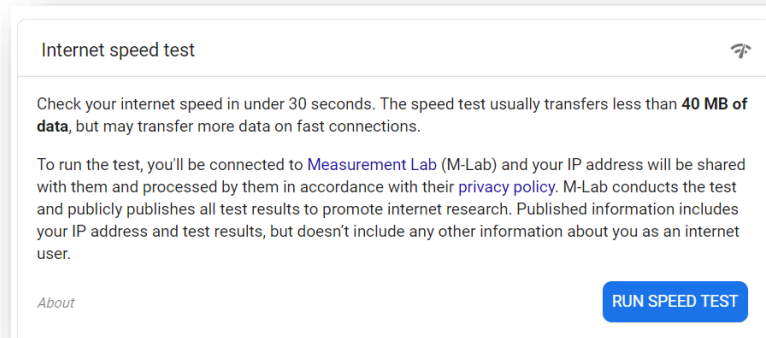 Internet speed test
Check your internet speed in under 30 seconds. The speed test usually transfers less than 40 MB of
data, but may transfer more data on fast connections.
To run the test, you'll be connected to Measurement Lab (M-Lab) and your IP address will be shared
with them and processed by them in accordance with their privacy policy. M-Lab conducts the test
and publicly publishes all test results to promote internet research. Published information includes
your IP address and test results, but doesn’t include any other information about you as an internet
user.
About
RUN SPEED TEST